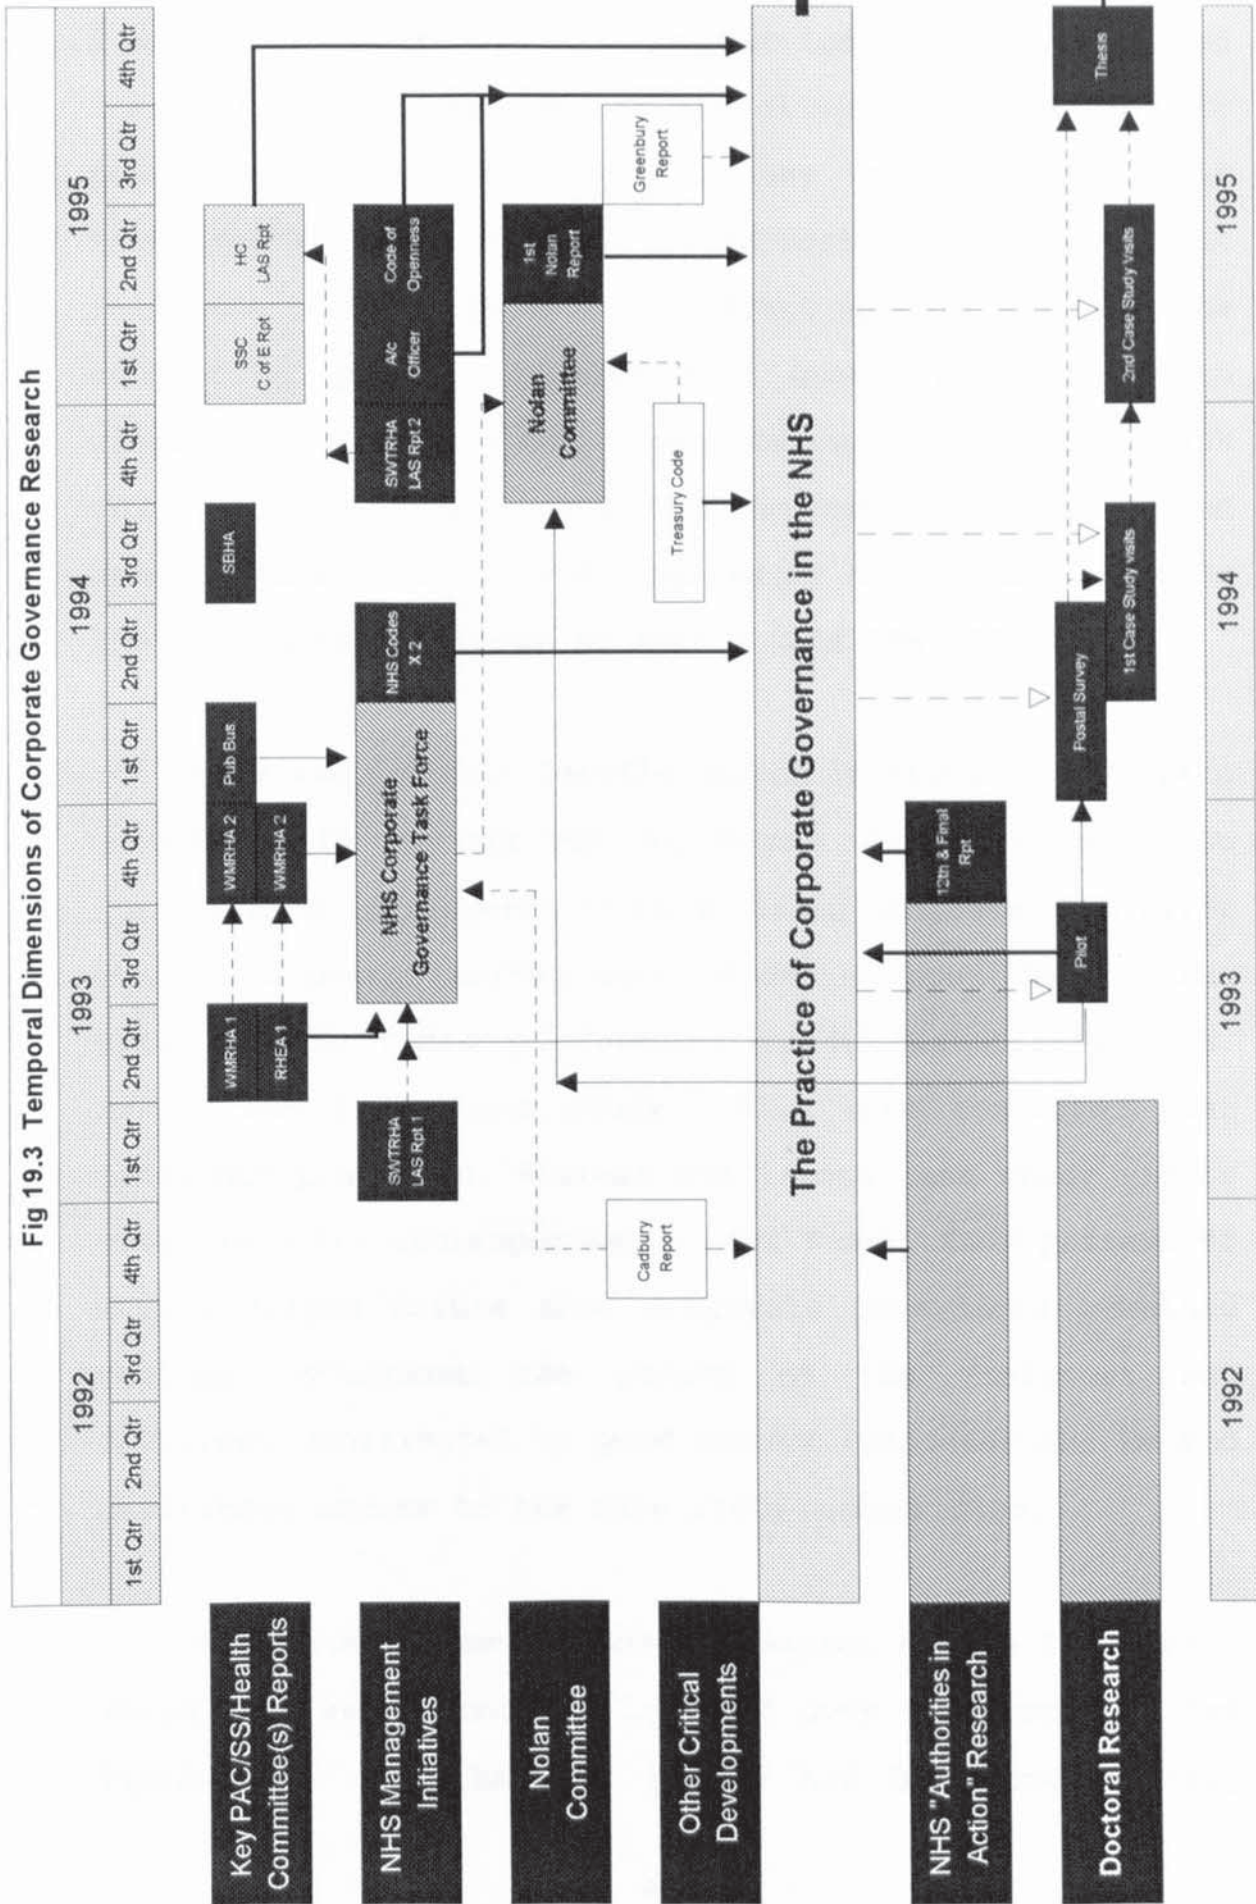 Fig 19.3 Temporal Dimensions of Corporate Governance Research
1992
1993
1994
1995
1st Qtr
2nd Qtr
3rd Qtr
4th Qtr
1st Qtr
2nd Qtr
3rd Qtr
4th Qtr
1st Qtr
2nd Qtr
3rd Qtr
4th Qtr
1st Qtr
2nd Qtr
3rd Qtr
4th Qtr
Key PAC/SS/Health
Committee(s) Reports
WMRHA 1
RHEA 1
WMRHA 2
WMRHA 2
Pub Bus
SBHA
SSC
C of E Rpt
HC
LAS Rpt
NHS Management
Initiatives
SWTRHA
LAS Rpt 1
NHS Corporate
Governance Task Force
NHS Codes
X 2
SWTRHA
LAS Rpt 2
A/c
Officer
Code of
Openness
Nolan
Committee
Nolan
Committee
1st
Nolan
Report
Other Critical
Developments
Cadbury
Report
Treasury Code
Greenbury
Report
The Practice of Corporate Governance in the NHS
NHS "Authorities in
Action" Research
12th & Final
Rpt
Doctoral Research
Pilot
Postal Survey
1st Case Study visits
2nd Case Study visits
Thesis
1992
1993
1994
1995